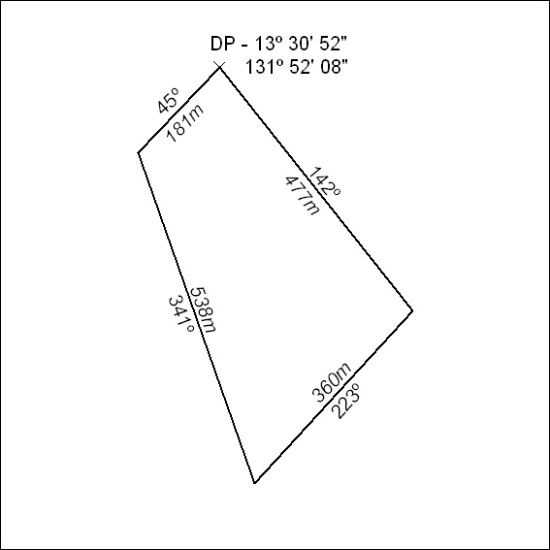 DP - 13º 30' 52"
131º 52' 08"
45º
181m
142º
477m
538m
341º
360m
223º